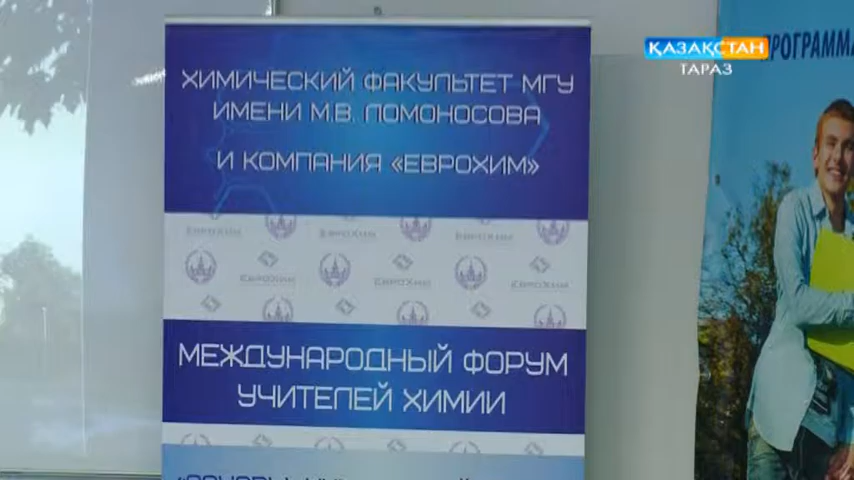 ҚАЗАҚСТАН
ТАРАЗ
ПРОГРАММА
ХИМИЧЕСКИЙ ФАКУЛЬТЕТ МГУ
ИМЕНИ М.В. ЛОМОНОСОВА
И КОМПАНИЯ «ЕВРОХИМ»
ЕВРОХИМ ЕВРОХИМ ЕВРОХИМ
ЕВРОХИМ ЕВРОХИМ ЕВРОХИМ
МЕЖДУНАРОДНЫЙ ФОРУМ
УЧИТЕЛЕЙ ХИМИИ